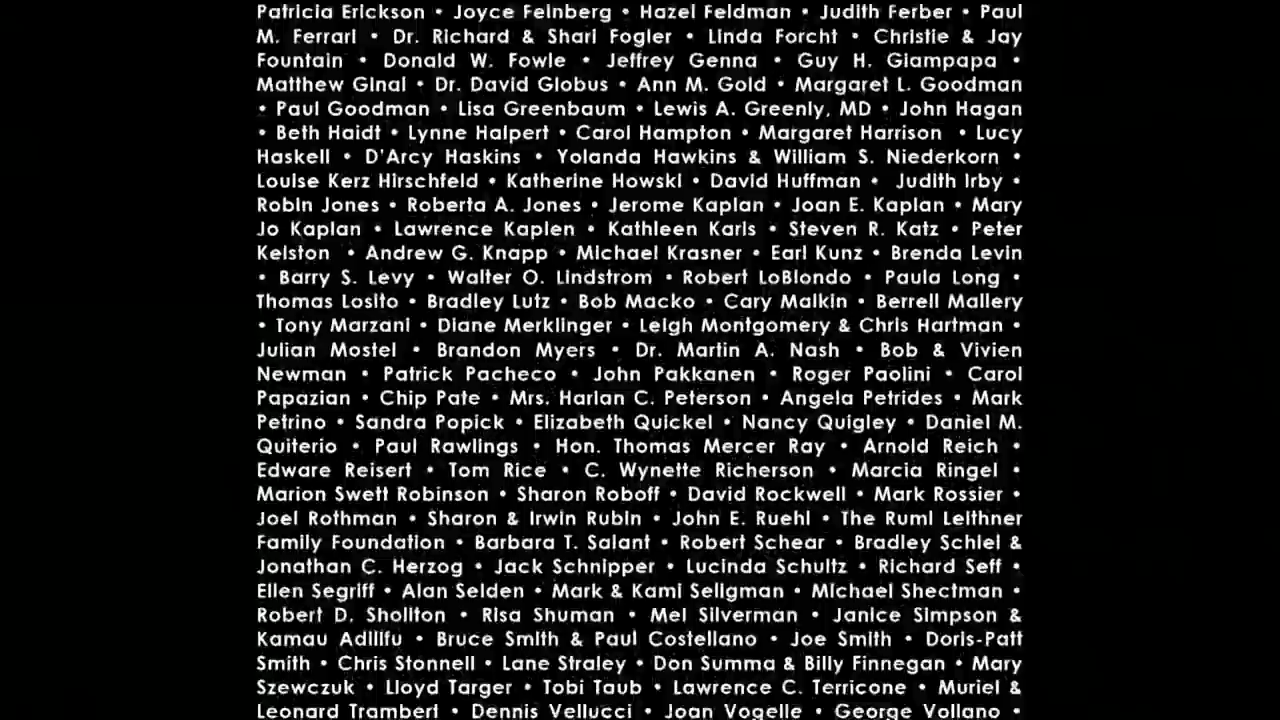 Patricia Erickson • Joyce Feinberg • Hazel Feldman • Judith Ferber • Paul
M. Ferrari • Dr. Richard & Shari Fogler • Linda Forcht • Christie & Jay
Fountain • Donald W. Fowle • Jeffrey Genna • Guy H. Giampapa •
Matthew Ginal • Dr. David Globus • Ann M. Gold • Margaret L. Goodman
• Paul Goodman • Lisa Greenbaum • Lewis A. Greenly, MD • John Hagan
• Beth Haidt • Lynne Halpert • Carol Hampton • Margaret Harrison • Lucy
Haskell • D'Arcy Haskins • Yolanda Hawkins & William S. Niederkorn •
Louise Kerz Hirschfeld • Katherine Howski • David Huffman • Judith Irby •
Robin Jones • Roberta A. Jones • Jerome Kaplan • Joan E. Kaplan • Mary
Jo Kaplan • Lawrence Kaplen • Kathleen Karls • Steven R. Katz • Peter
Kelston • Andrew G. Knapp • Michael Krasner • Earl Kunz • Brenda Levin
• Barry S. Levy • Walter O. Lindstrom • Robert LoBlondo • Paula Long •
Thomas Losito • Bradley Lutz • Bob Macko • Cary Malkin • Berrell Mallery
• Tony Marzani • Diane Merklinger • Leigh Montgomery & Chris Hartman •
Julian Mostel • Brandon Myers • Dr. Martin A. Nash • Bob & Vivien
Newman • Patrick Pacheco • John Pakkanen • Roger Paolini • Carol
Papazian • Chip Pate • Mrs. Harlan C. Peterson • Angela Petrides • Mark
Petrino • Sandra Popick • Elizabeth Quickel • Nancy Quigley • Daniel M.
Quiterio • Paul Rawlings • Hon. Thomas Mercer Ray • Arnold Reich •
Edware Reisert • Tom Rice • C. Wynette Richerson • Marcia Ringel •
Marion Swett Robinson • Sharon Roboff • David Rockwell • Mark Rossier •
Joel Rothman • Sharon & Irwin Rubin • John E. Ruehl • The Rumi Leithner
Family Foundation • Barbara T. Salant • Robert Schear • Bradley Schiel &
Jonathan C. Herzog • Jack Schnipper • Lucinda Schultz • Richard Seff •
Ellen Segriff • Alan Selden • Mark & Kami Seligman • Michael Shectman •
Robert D. Shollton • Risa Shuman • Mel Silverman • Janice Simpson &
Kamau Adilifu • Bruce Smith & Paul Costellano • Joe Smith • Doris-Patt
Smith • Chris Stonnell • Lane Straley • Don Summa & Billy Finnegan • Mary
Szewczuk • Lloyd Targer • Tobi Taub • Lawrence C. Terricone • Muriel &
Leonard Trambert • Dennis Vellucci • Joan Vogelle • George Vollano •